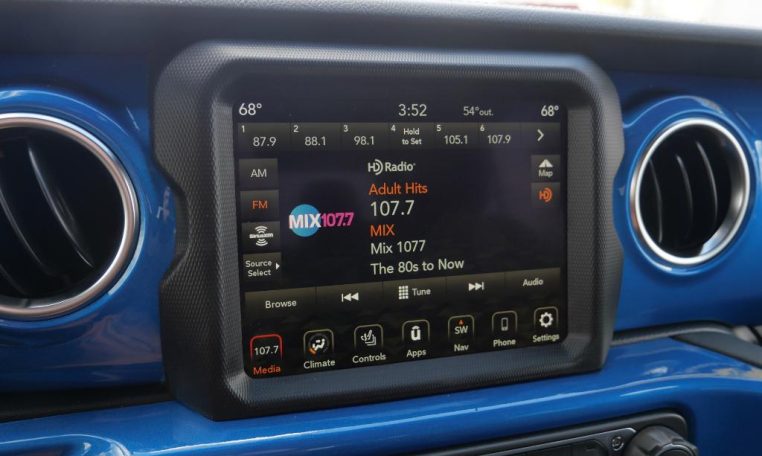 68° 3:52 54°out. 68°
1 87.9 2 88.1 3 98.1 4 Hold to Set 5 105.1 6 107.9
AM
HD Radio
Map
Adult Hits
FM
107.7
HD
MIX107.7
MIX
SiriusXM
Mix 1077
Source Select
The 80s to Now
Browse Tune Audio
107.7 Media
Climate
Controls
u Apps
SW Nav
Phone
Settings